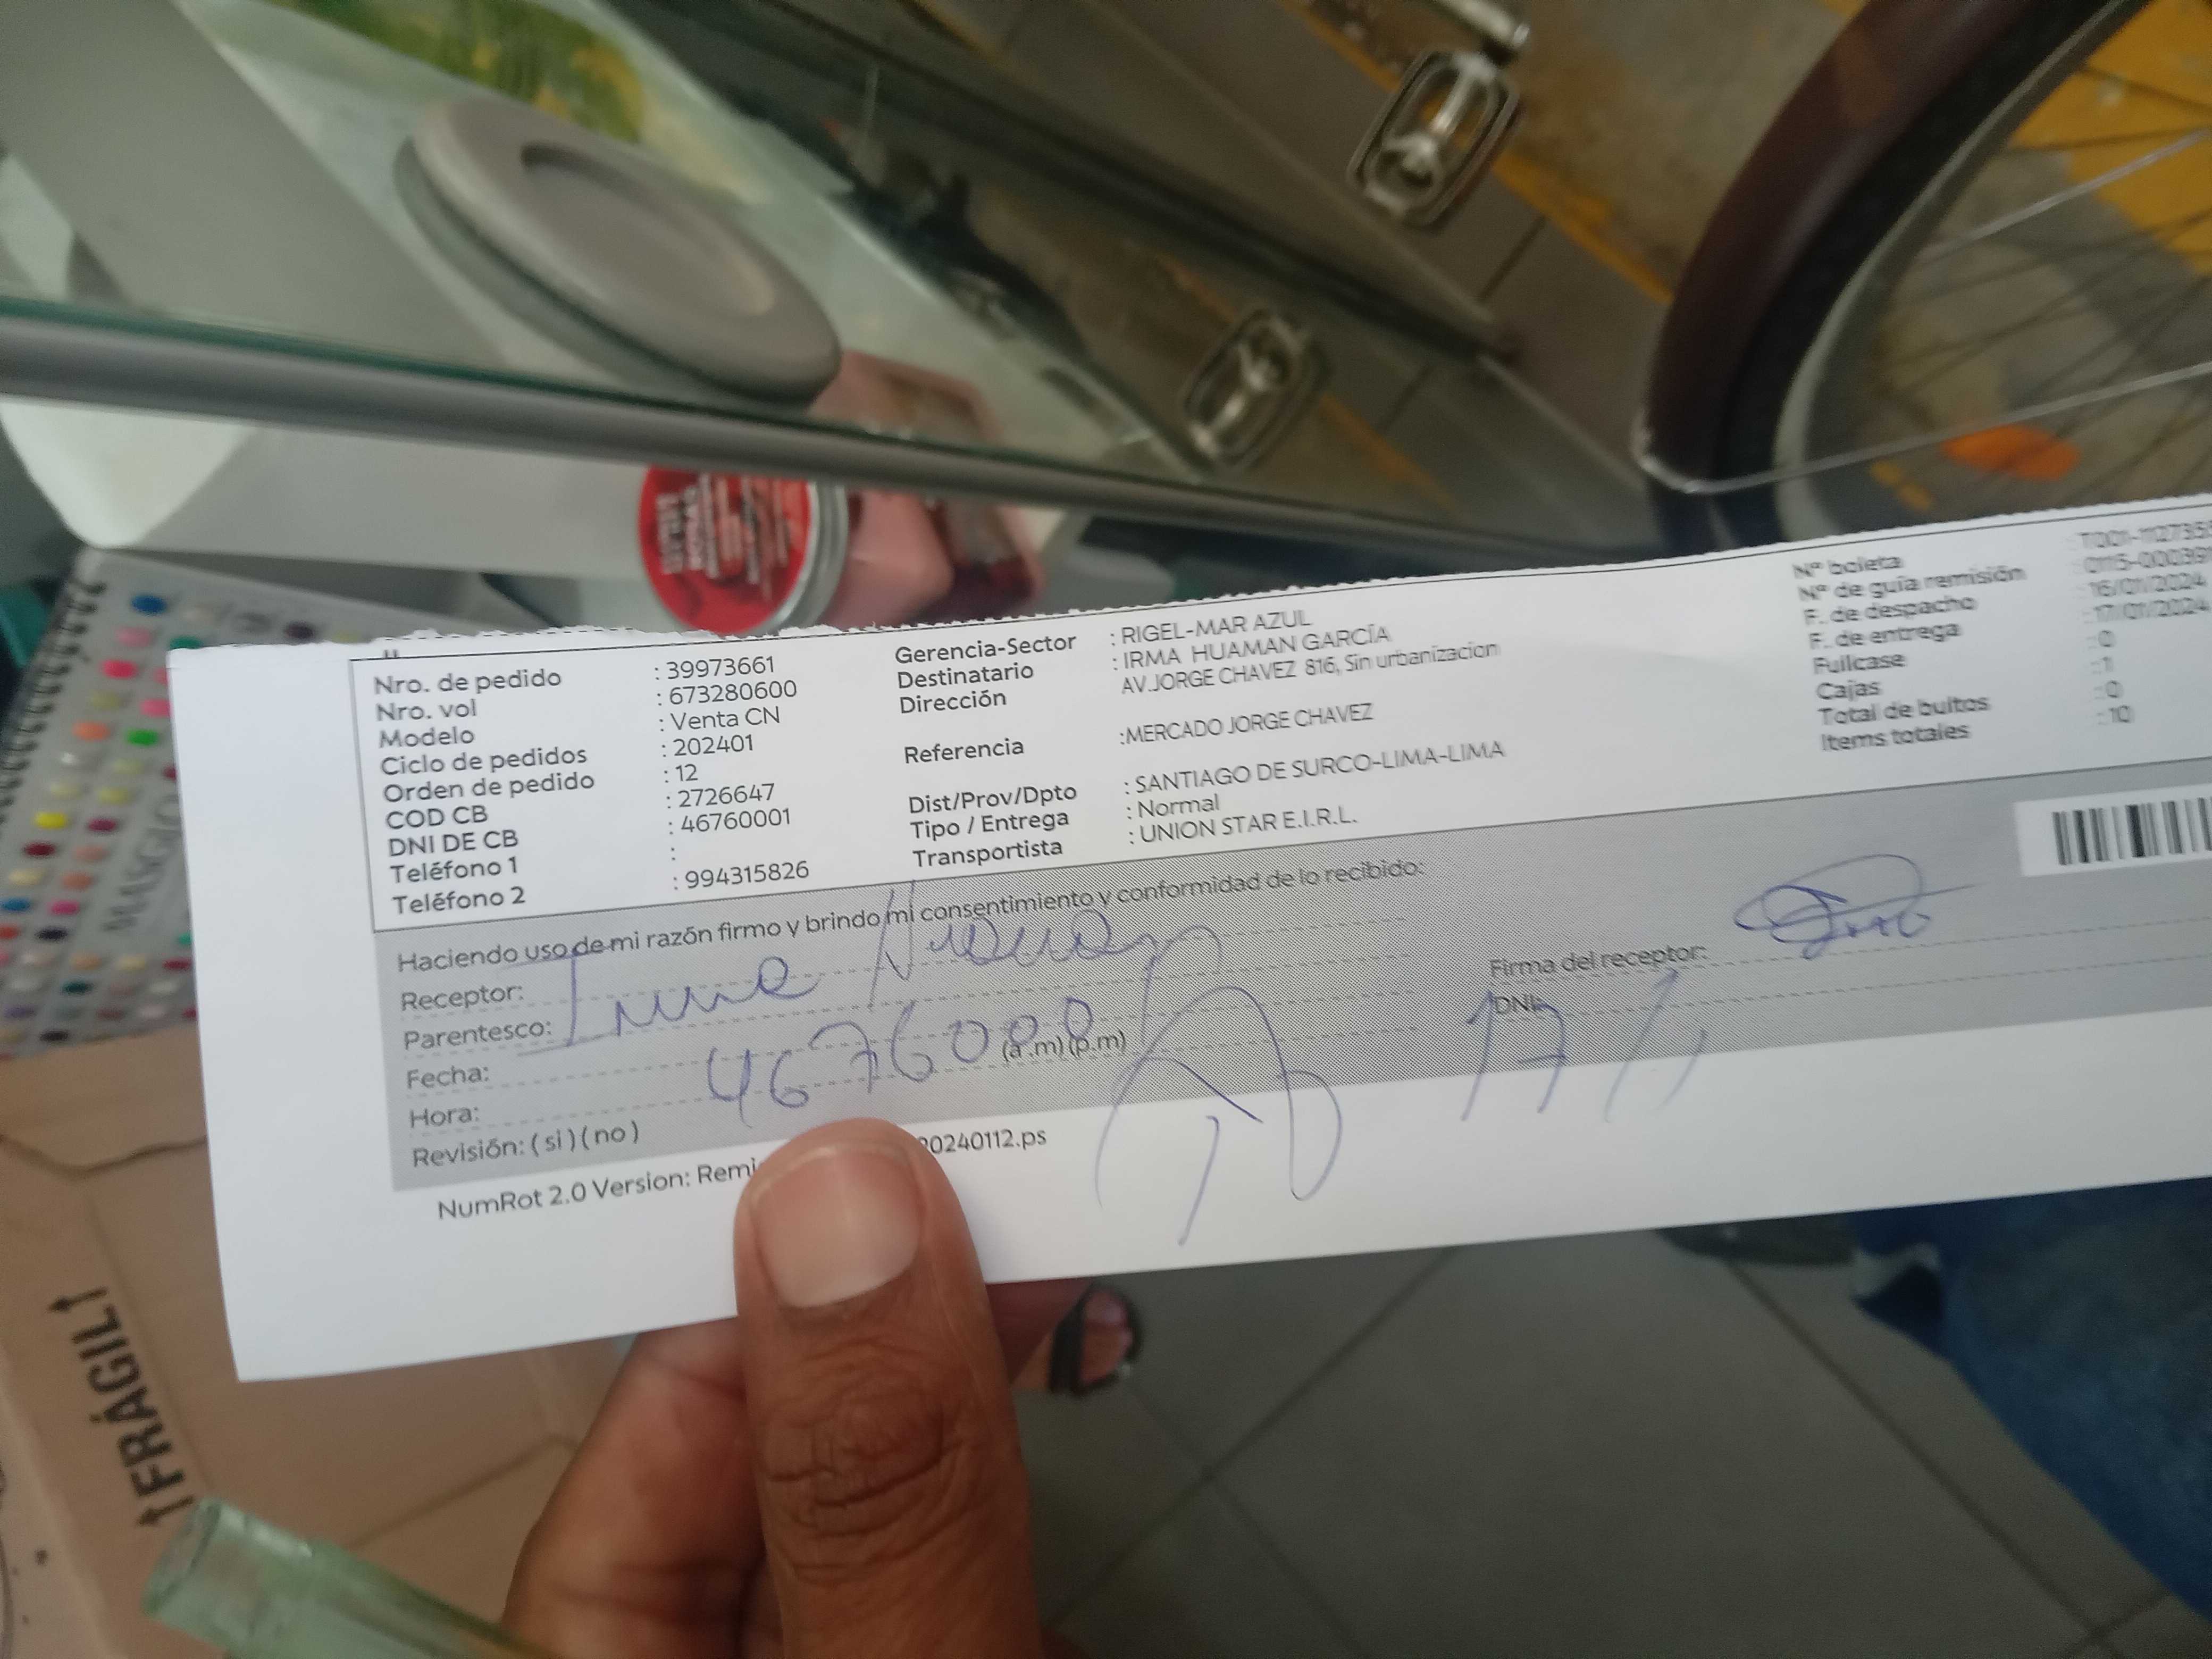 Nro. de pedido : 39973661
Nro. vol : 673280600
Modelo : Venta CN
Ciclo de pedidos : 202401
Orden de pedido : 12
COD CB : 2726647
DNI DE CB : 46760001
Teléfono 1 :
Teléfono 2 : 994315826
Gerencia-Sector : RIGEL-MAR AZUL
Destinatario : IRMA HUAMAN GARCÍA
Dirección AV.JORGE CHAVEZ 816, Sin urbanizacion
Referencia :MERCADO JORGE CHAVEZ
Dist/Prov/Dpto : SANTIAGO DE SURCO-LIMA-LIMA
Tipo / Entrega : Normal
Transportista : UNION STAR E.I.R.L.
Nº boleta
Nº de guía remisión
F. de despacho : 16/01/2024
F. de entrega : 17/01/2024
Fullcase : 0
Cajas : 1
Total de bultos : 0
Items totales : 10
Haciendo uso de mi razón firmo y brindo mi consentimiento y conformidad de lo recibido:
Receptor:
Parentesco:
Fecha:
Hora: (a.m) (p.m)
Revisión: ( si ) ( no )
Firma del receptor:
DNI:
NumRot 2.0 Version: Remi 20240112.ps
↑FRÁGIL↑